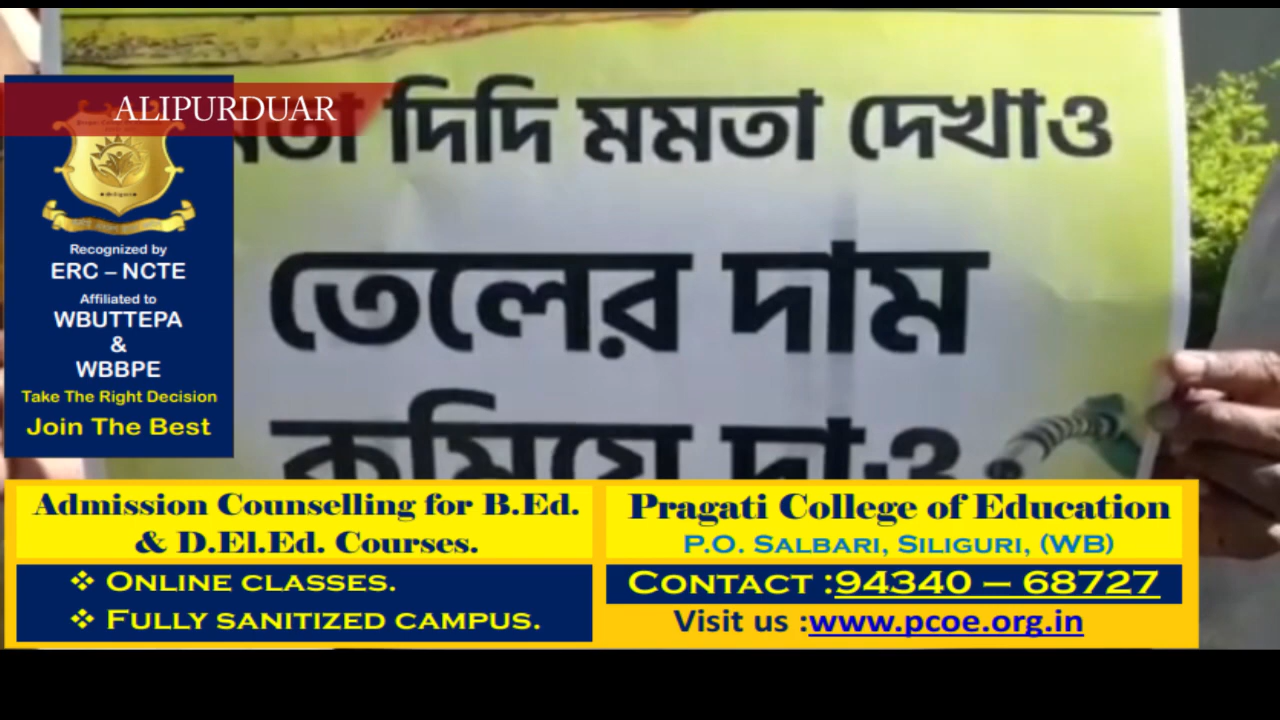 ALIPURDUAR
দিদি মমতা দেখাও
তেলের দাম
কমিয়ে দাও
Recognized by
ERC – NCTE
Affiliated to
WBUTTEPA
&
WBBPE
Take The Right Decision
Join The Best
Admission Counselling for B.Ed.
& D.El.Ed. Courses.
❖ ONLINE CLASSES.
❖ FULLY SANITIZED CAMPUS.
Pragati College of Education
P.O. SALBARI, SILIGURI, (WB)
CONTACT :94340 – 68727
Visit us :www.pcoe.org.in